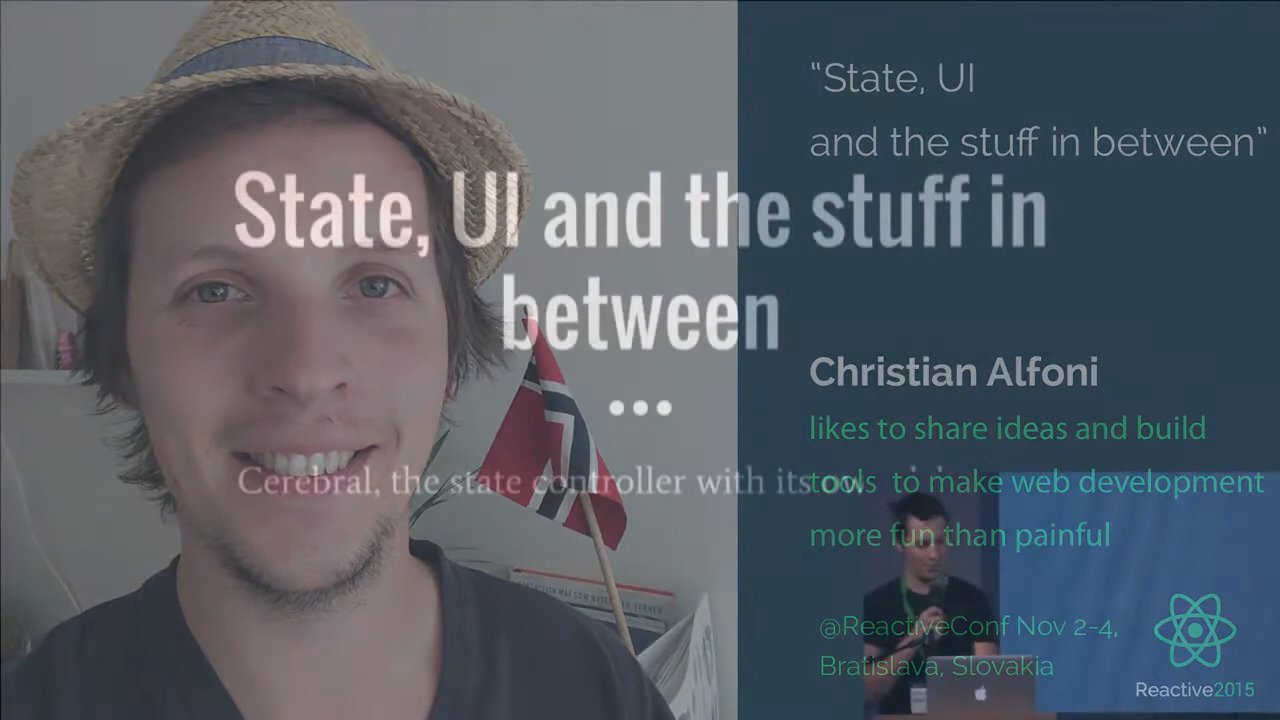 "State, UI
and the stuff in between"
State, UI and the stuff in
between
Christian Alfoni
likes to share ideas and build
Cerebral, the state controller with its
tools to make web development
more fun than painful
@ReactiveConf Nov 2-4,
Bratislava, Slovakia
Reactive2015